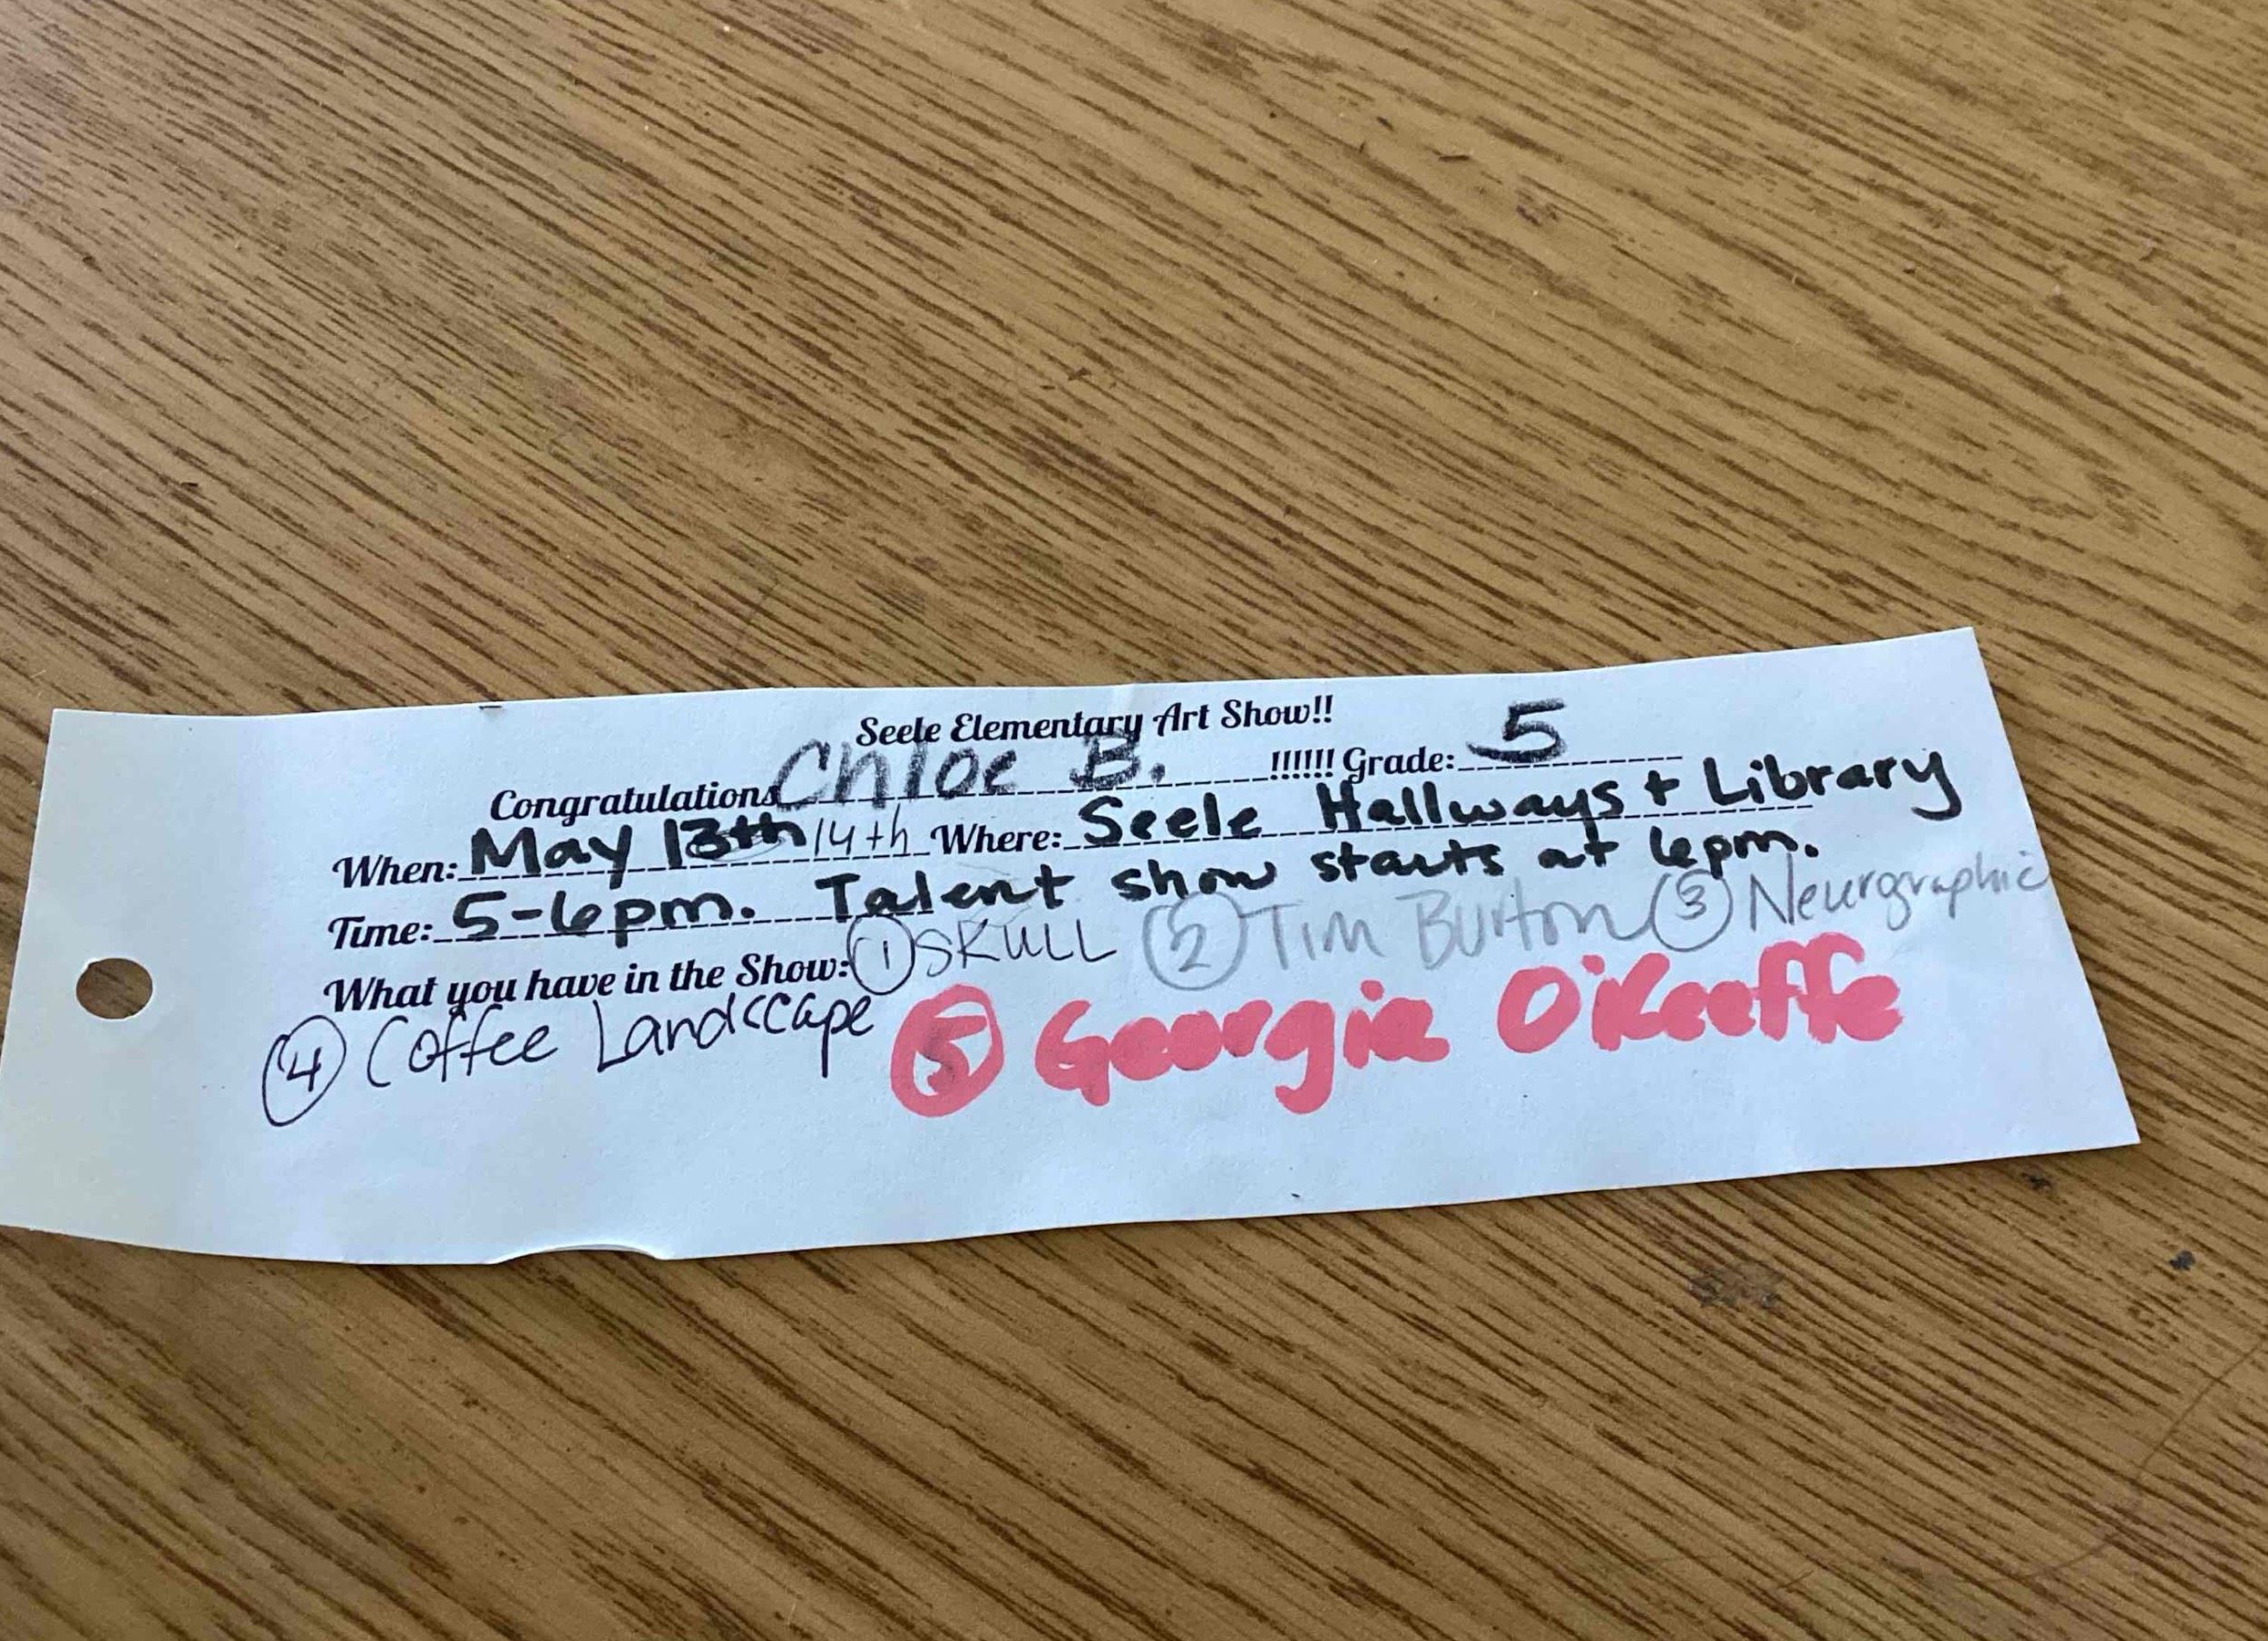 Seele Elementary Art Show!!
Congratulations Chloe B. !!!!!! Grade: 5
When: May 13th 14th Where: Seele Hallways + Library
Time: 5-6pm. Talent show starts at 6pm.
What you have in the Show: ① SKULL ② Tim Burton ③ Neurographic
④ Coffee Landscape ⑤ Georgia O'Keeffe